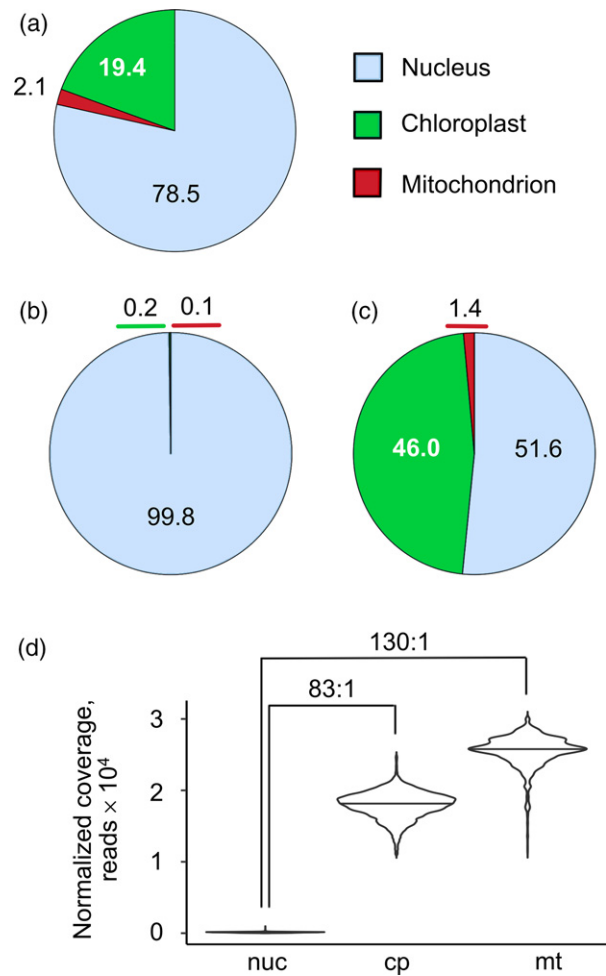 (a)
19.4
2.1
78.5
Nucleus
Chloroplast
Mitochondrion
(b)
0.2
0.1
99.8
(c)
1.4
46.0
51.6
(d)
130:1
83:1
Normalized coverage,
reads × 10⁴
3
2
1
0
nuc
cp
mt